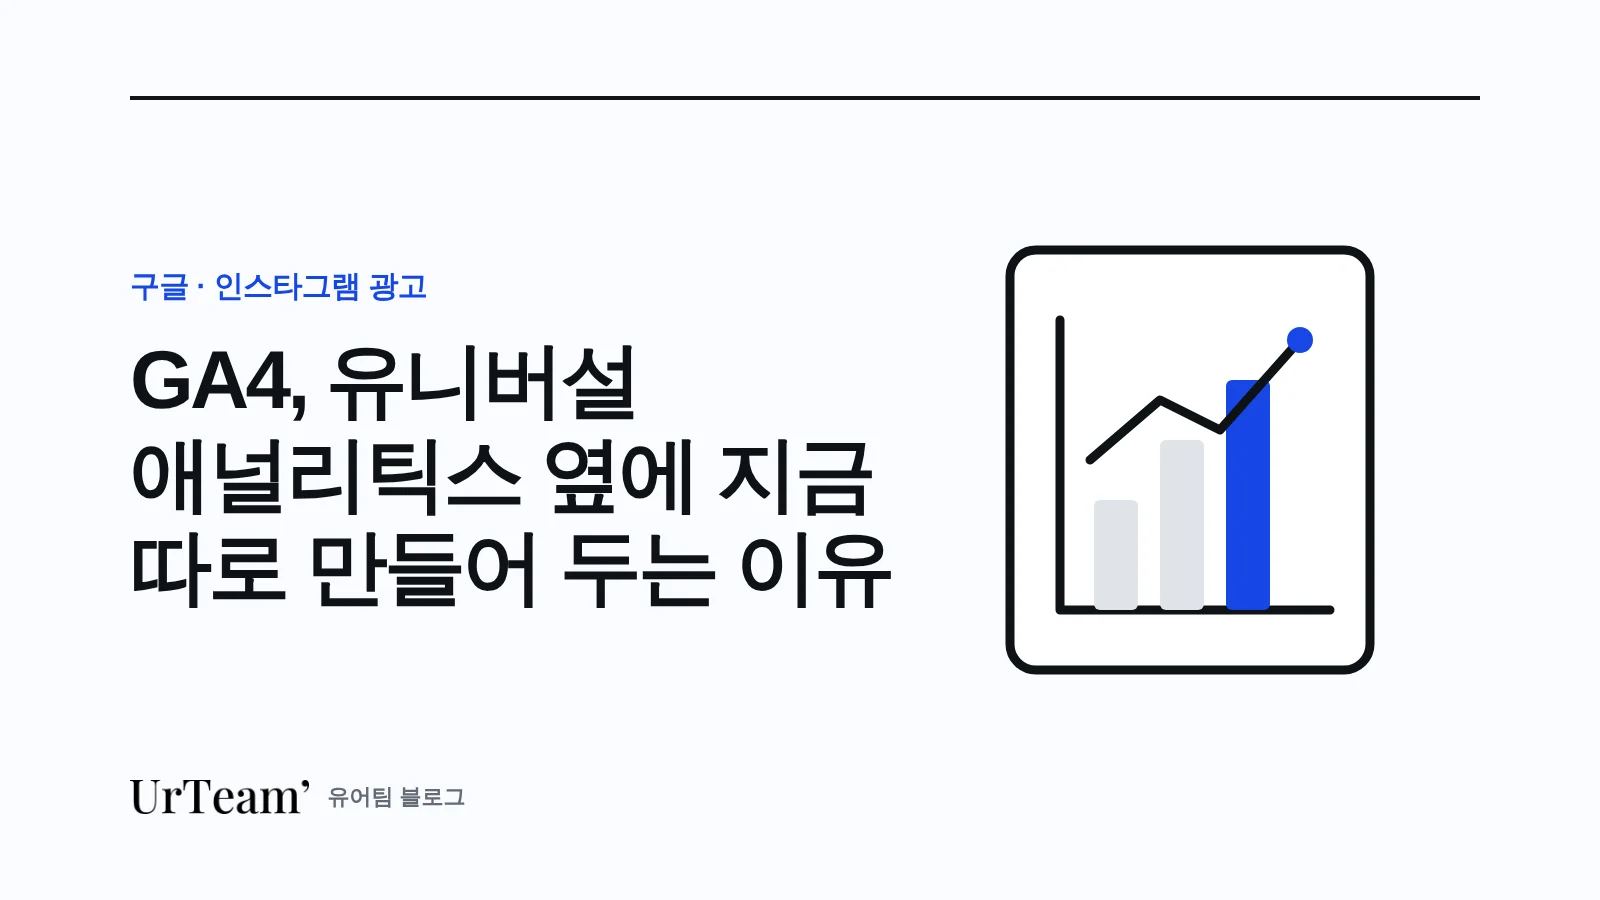 구글 · 인스타그램 광고
GA4, 유니버설
애널리틱스 옆에 지금
따로 만들어 두는 이유
UrTeam’ 유어팀 블로그